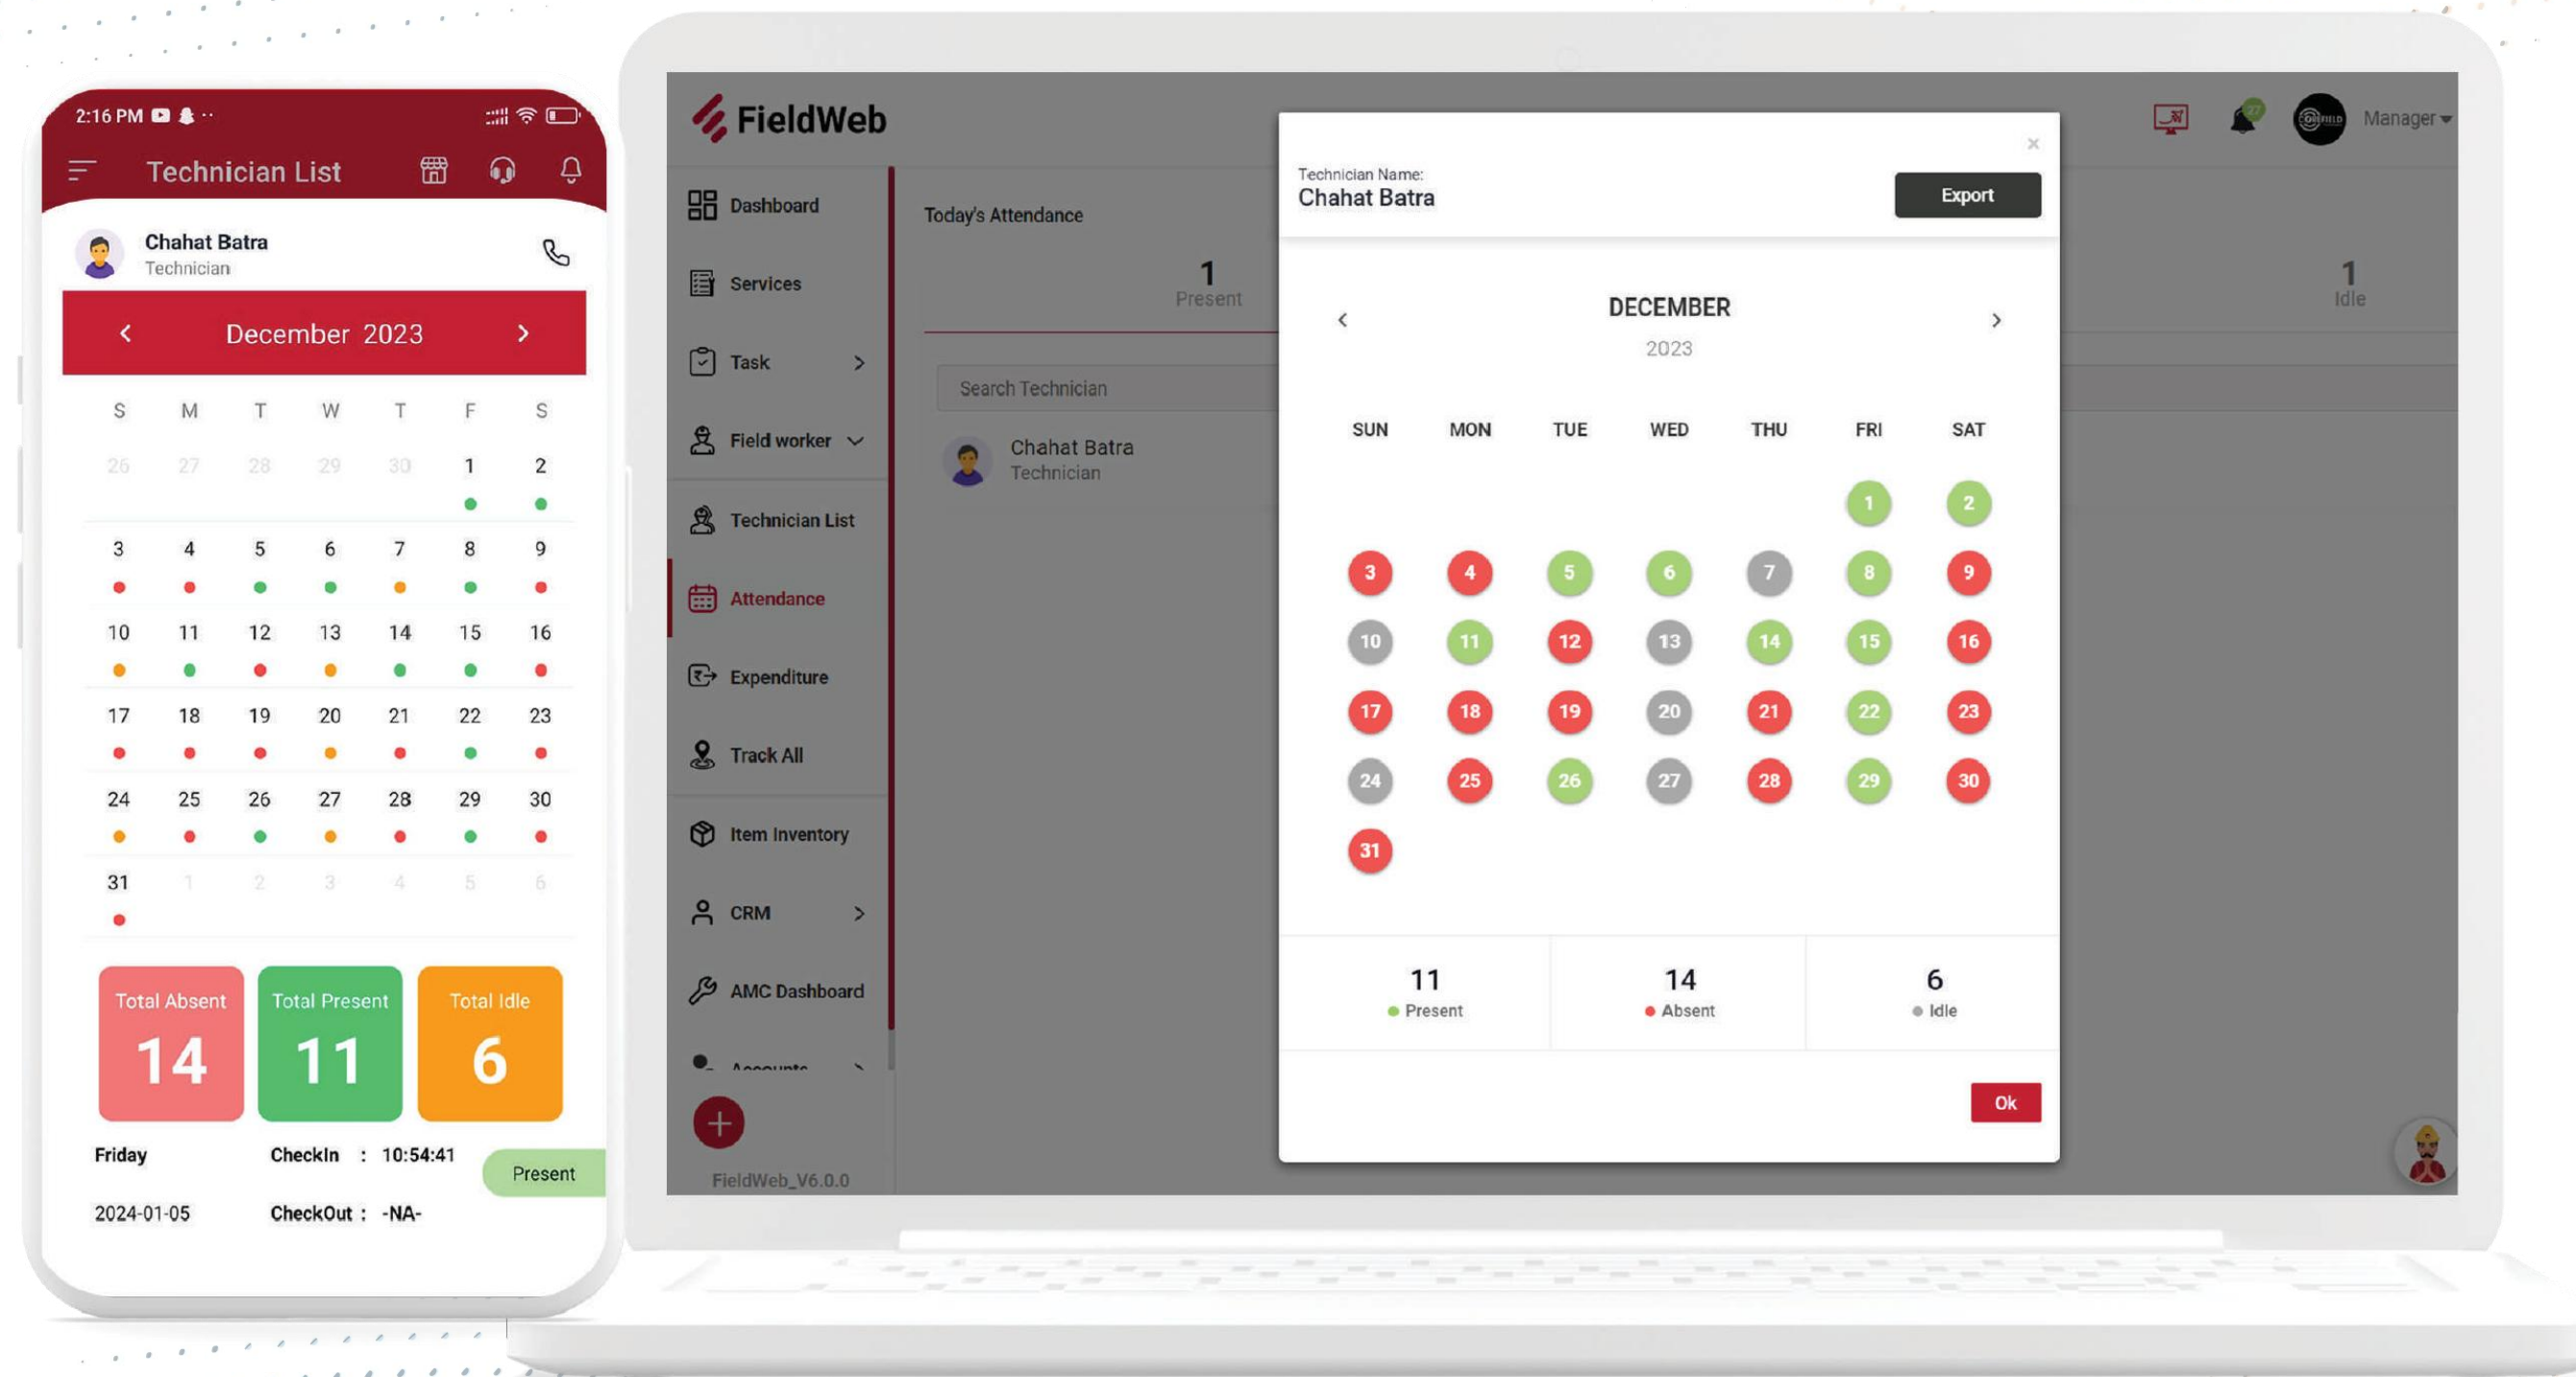 2:16 PM
Technician List
Chahat Batra
Technician
December 2023
S M T W T F S
26 27 28 29 30 1 2
3 4 5 6 7 8 9
10 11 12 13 14 15 16
17 18 19 20 21 22 23
24 25 26 27 28 29 30
31 1 2 3 4 5 6
Total Absent Total Present Total Idle
14 11 6
Friday CheckIn : 10:54:41
Present
2024-01-05 CheckOut : -NA-
FieldWeb
27
Manager
Dashboard
Services
Task
Field worker
Technician List
Attendance
Expenditure
Track All
Item Inventory
CRM
AMC Dashboard
Accounts
FieldWeb_V6.0.0
Today's Attendance
1
Present
1
Idle
Search Technician
Chahat Batra
Technician
Technician Name:
Chahat Batra
Export
DECEMBER
2023
SUN MON TUE WED THU FRI SAT
1 2
3 4 5 6 7 8 9
10 11 12 13 14 15 16
17 18 19 20 21 22 23
24 25 26 27 28 29 30
31
11 14 6
Present Absent Idle
Ok